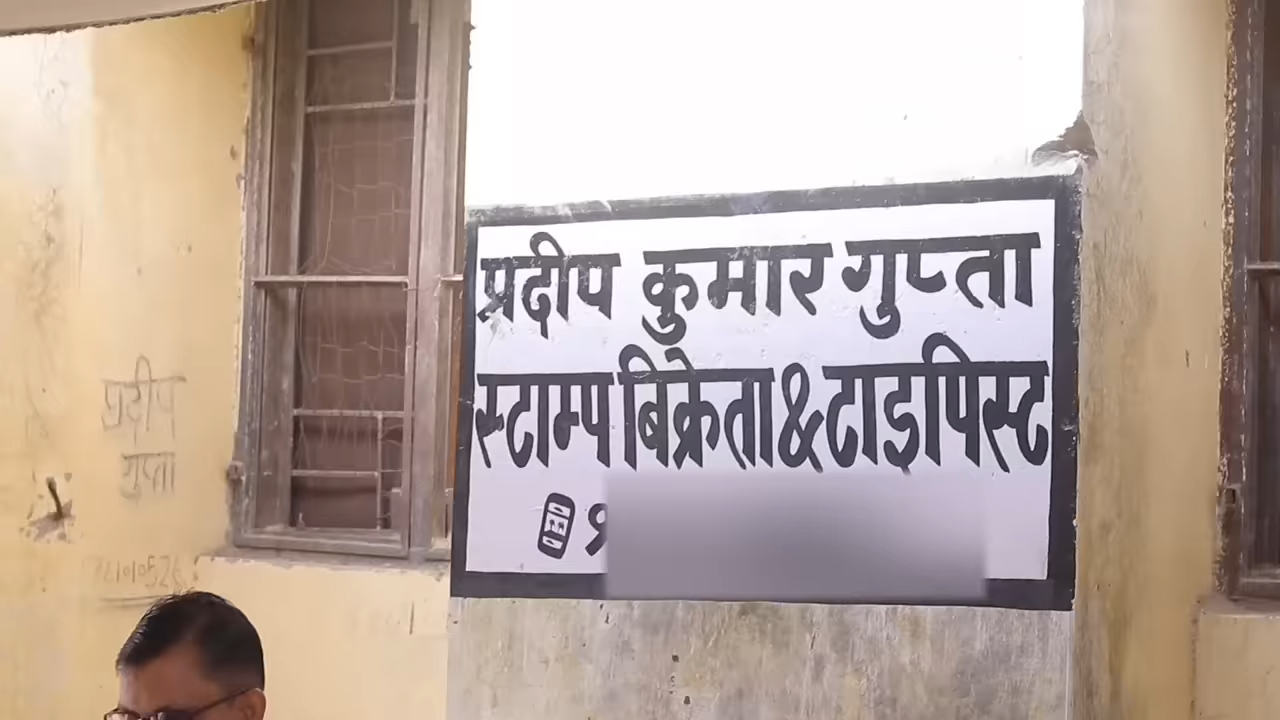 प्रदीप कुमार गुप्ता
स्टाम्प बिक्रेता & टाइपिस्ट
प्रदीप
गुप्ता